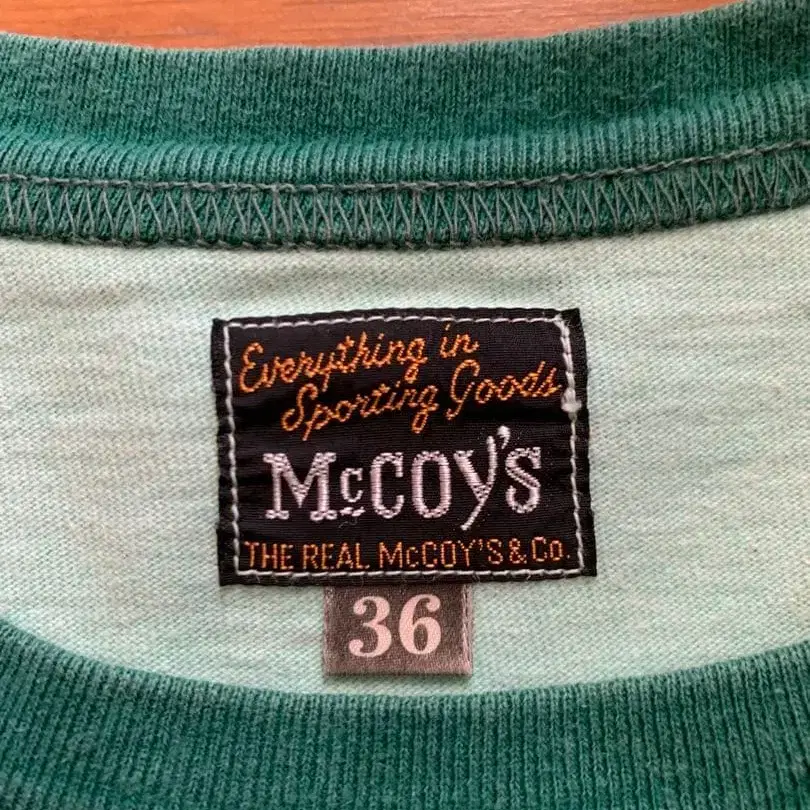 Everything in
Sporting Goods
McCOY'S
THE REAL McCOY'S & Co.
36